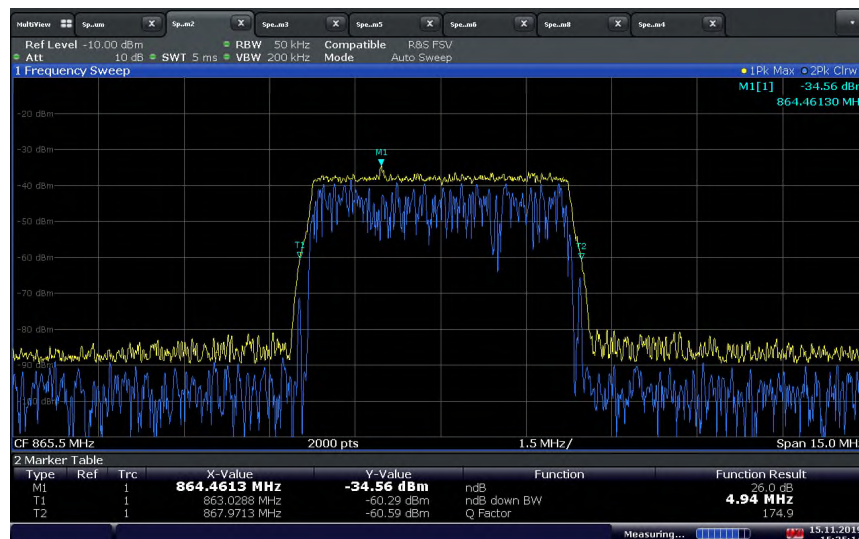 MultiView Sp..um X Sp..m2 X Spe..m3 X Spe..m5 X Spe..m6 X Spe..m8 X Spe..m4 X
Ref Level -10.00 dBm RBW 50 kHz Compatible R&S FSV
Att 10 dB SWT 5 ms VBW 200 kHz Mode Auto Sweep
1 Frequency Sweep 1Pk Max 2Pk Clrw
M1[1] -34.56 dBm
864.46130 MH
-20 dBm
-30 dBm
M1
-40 dBm
-50 dBm
T1 T2
-60 dBm
-70 dBm
-80 dBm
-90 dBm
-100 dBm
CF 865.5 MHz 2000 pts 1.5 MHz/ Span 15.0 MH
2 Marker Table
Type Ref Trc X-Value Y-Value Function Function Result
M1 1 864.4613 MHz -34.56 dBm ndB 26.0 dB
T1 1 863.0288 MHz -60.29 dBm ndB down BW 4.94 MHz
T2 1 867.9713 MHz -60.59 dBm Q Factor 174.9
Measuring... 15.11.2019